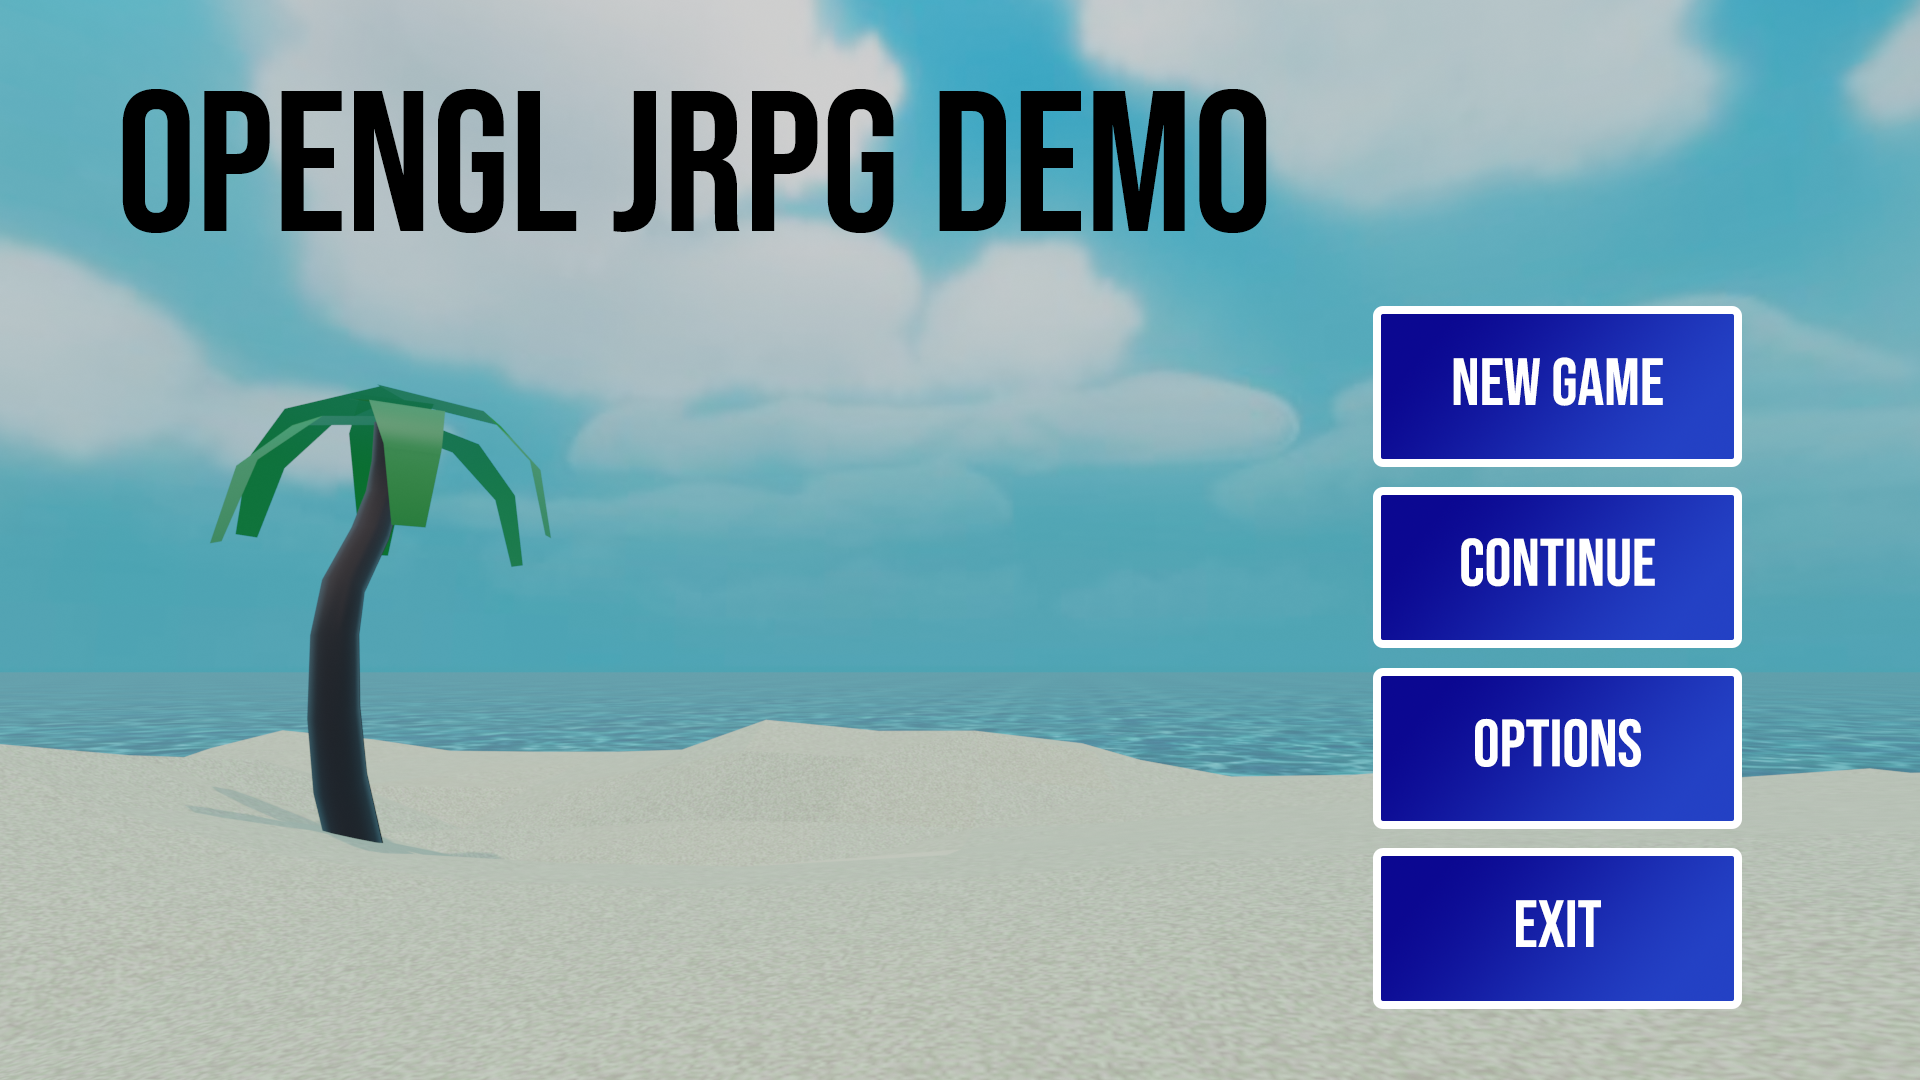 OPENGL JRPG DEMO
NEW GAME
CONTINUE
OPTIONS
EXIT